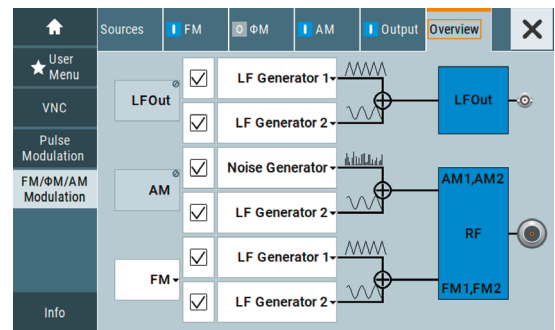 Sources
FM
ΦM
AM
Output
Overview
User
Menu
VNC
Pulse
Modulation
FM/ΦM/AM
Modulation
Info
LFOut
LF Generator 1
LF Generator 2
LFOut
AM
Noise Generator
LF Generator 2
AM1,AM2
RF
FM
LF Generator 1
LF Generator 2
FM1,FM2